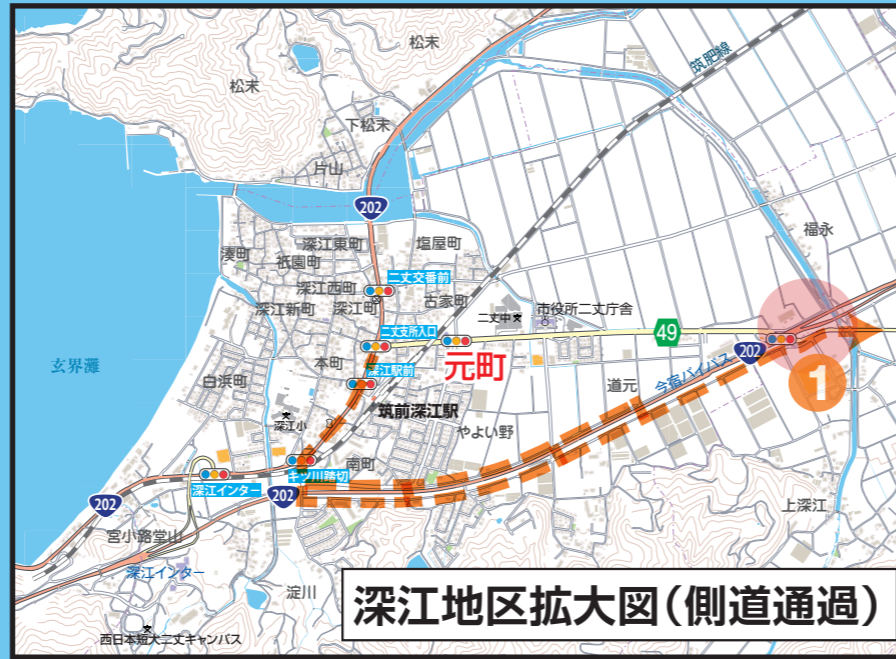 松末
松末
筑肥線
下松末
片山
202
福永
湊町
深江東町
塩屋町
祇園町
二丈交番前
深江西町
深江町
古家町
深江新町
二丈中
市役所二丈庁舎
二丈支所入口
49
玄界灘
本町
元町
202
今宿バイパス
1
白浜町
深江駅前
道元
筑前深江駅
深江小
やよい野
南町
キツ川踏切
深江インター
202
202
上深江
宮小路堂山
深江インター
淀川
深江地区拡大図(側道通過)
西日本短大二丈キャンパス